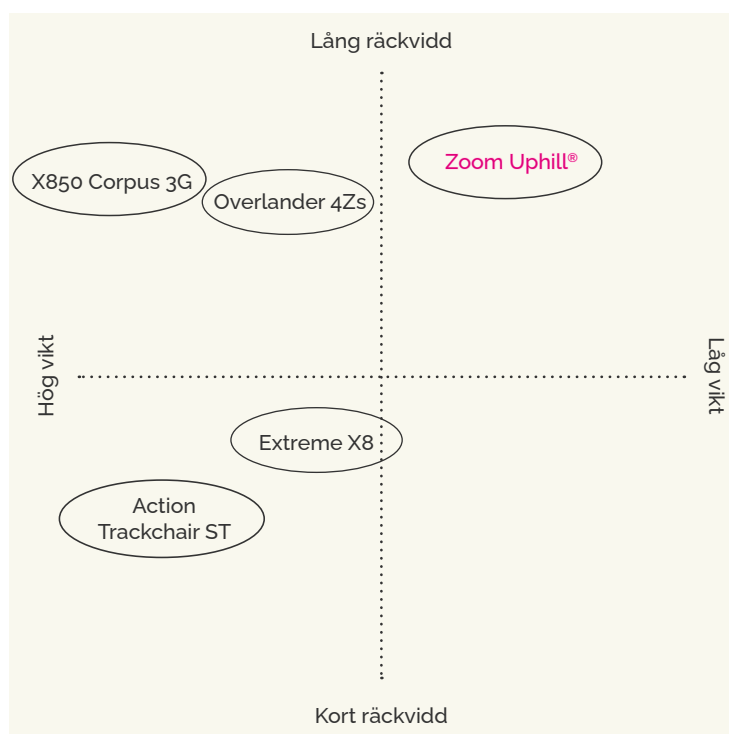 Lång räckvidd
Zoom Uphill®
X850 Corpus 3G
Overlander 4Zs
Hög vikt
Låg vikt
Extreme X8
Action
Trackchair ST
Kort räckvidd